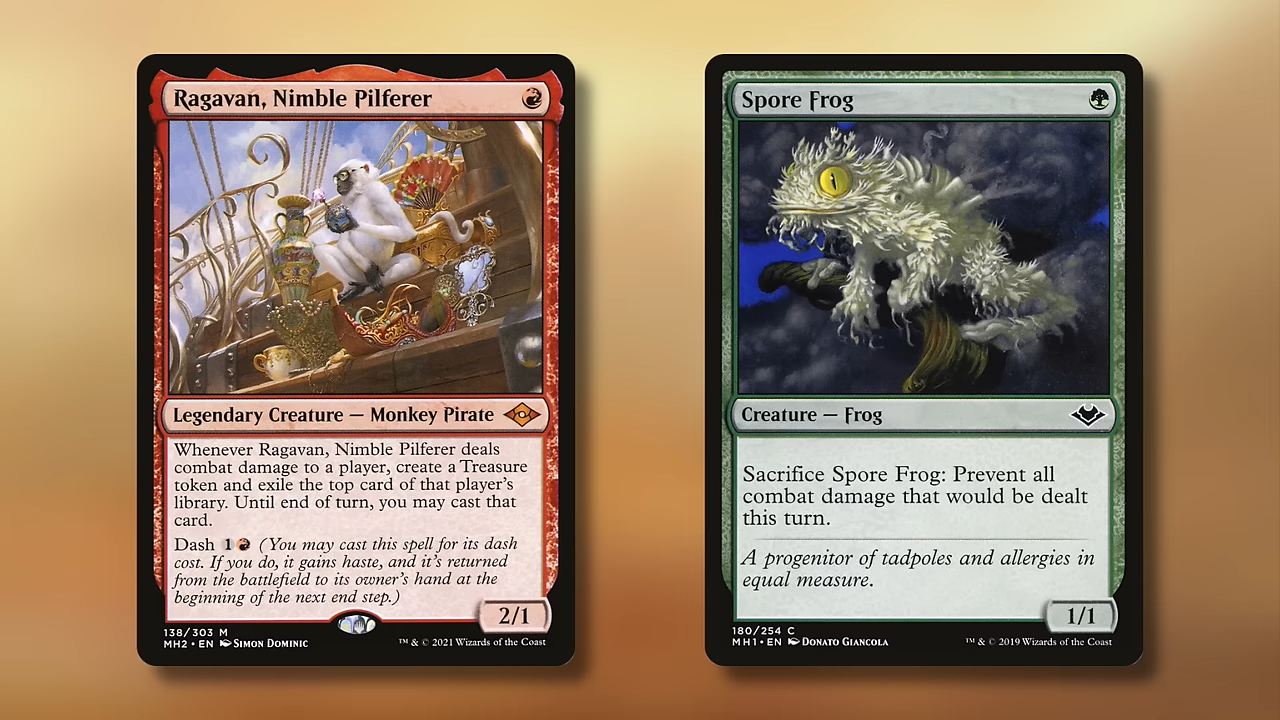 Ragavan, Nimble Pilferer
Legendary Creature — Monkey Pirate
Whenever Ragavan, Nimble Pilferer deals
combat damage to a player, create a Treasure
token and exile the top card of that player's
library. Until end of turn, you may cast that
card.
Dash 1 (You may cast this spell for its dash
cost. If you do, it gains haste, and it's returned
from the battlefield to its owner's hand at the
beginning of the next end step.)
2/1
138/303 M
MH2 • EN Simon Dominic
™ & © 2021 Wizards of the Coast
Spore Frog
Creature — Frog
Sacrifice Spore Frog: Prevent all
combat damage that would be dealt
this turn.
A progenitor of tadpoles and allergies in
equal measure.
1/1
180/254 C
MH1 • EN Donato Giancola
™ & © 2019 Wizards of the Coast